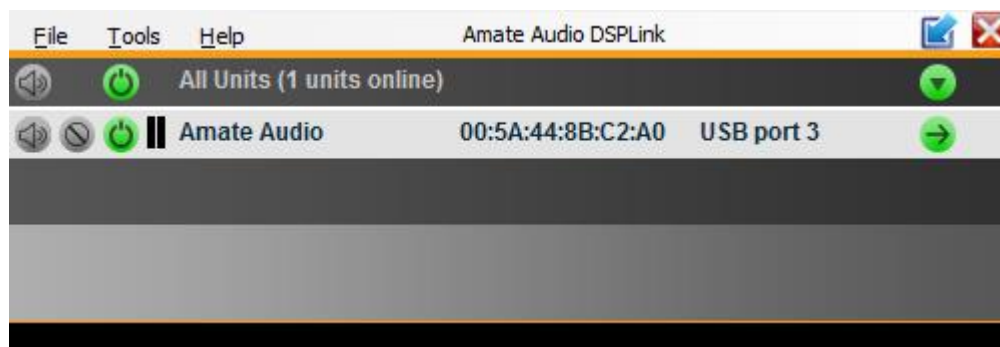 File Tools Help Amate Audio DSPLink
All Units (1 units online)
Amate Audio 00:5A:44:8B:C2:A0 USB port 3